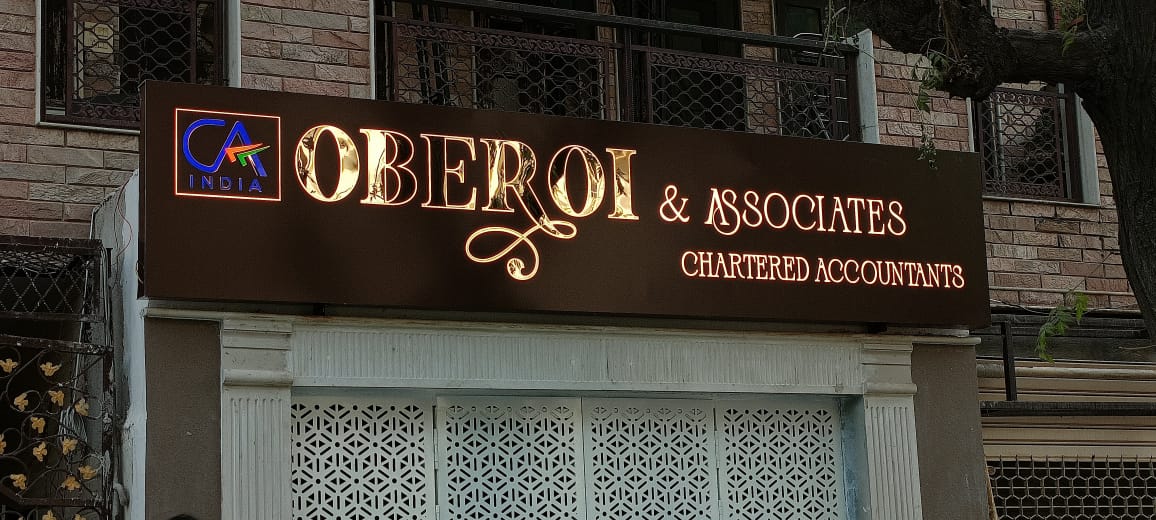 CA
INDIA
OBEROI & ASSOCIATES
CHARTERED ACCOUNTANTS